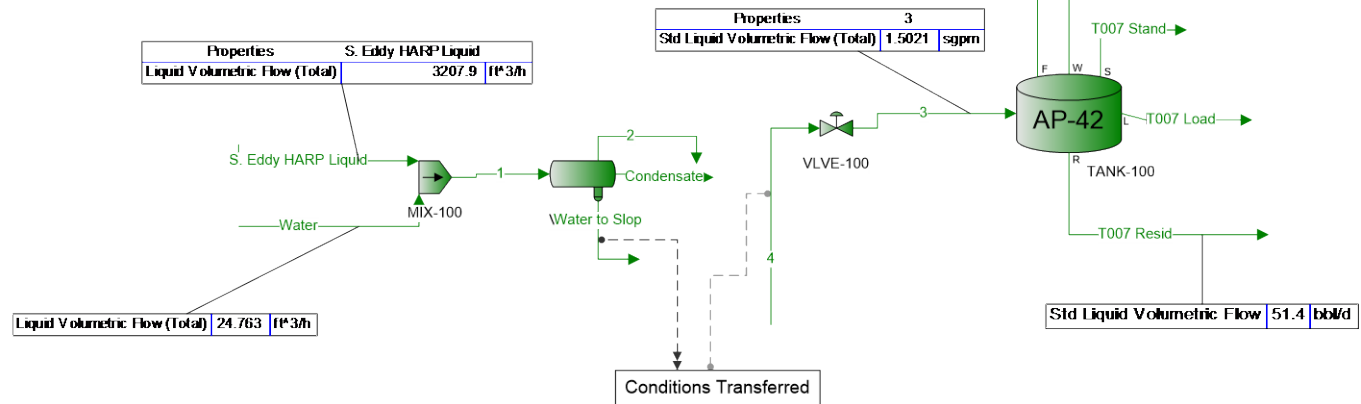 Properties 3
Std Liquid Volumetric Flow (Total) 1.5021 sgpm
Properties S. Eddy HARP Liquid
Liquid Volumetric Flow (Total) 3207.9 ft^3/h
T007 Stand
F W S
AP-42
L
T007 Load
R
TANK-100
3
VLVE-100
2
S. Eddy HARP Liquid
1
Condensate
MIX-100
Water
Water to Slop
T007 Resid
4
Liquid Volumetric Flow (Total) 24.763 ft^3/h
Std Liquid Volumetric Flow 51.4 bbl/d
Conditions Transferred